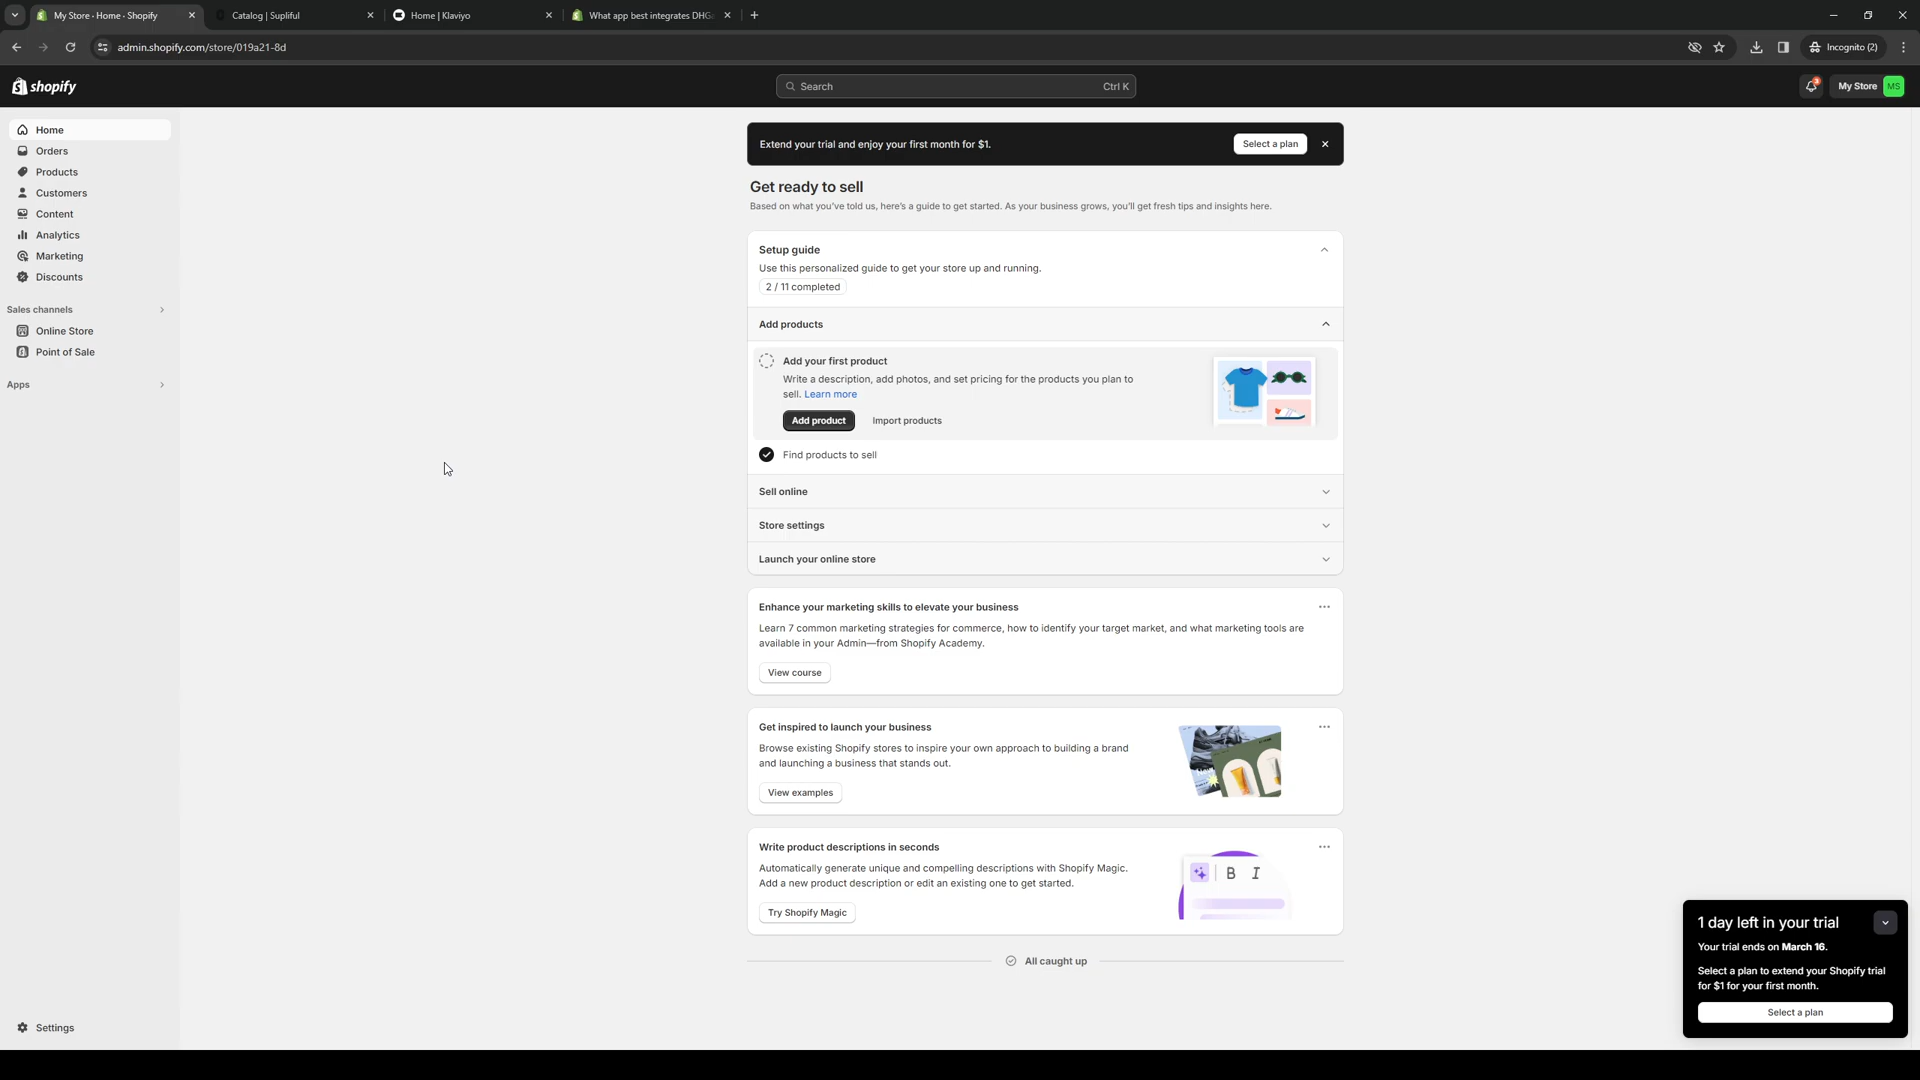 My Store - Home - Shopify
Catalog | Supliful
Home | Klaviyo
What app best integrates DHG
admin.shopify.com/store/019a21-8d
Incognito (2)
shopify
Search
Ctrl K
3
My Store
MS
Home
Orders
Products
Customers
Content
Analytics
Marketing
Discounts
Sales channels
Online Store
Point of Sale
Apps
Settings
Extend your trial and enjoy your first month for $1.
Select a plan
Get ready to sell
Based on what you've told us, here's a guide to get started. As your business grows, you'll get fresh tips and insights here.
Setup guide
Use this personalized guide to get your store up and running.
2 / 11 completed
Add products
Add your first product
Write a description, add photos, and set pricing for the products you plan to
sell. Learn more
Add product
Import products
Find products to sell
Sell online
Store settings
Launch your online store
Enhance your marketing skills to elevate your business
Learn 7 common marketing strategies for commerce, how to identify your target market, and what marketing tools are
available in your Admin—from Shopify Academy.
View course
Get inspired to launch your business
Browse existing Shopify stores to inspire your own approach to building a brand
and launching a business that stands out.
View examples
Write product descriptions in seconds
Automatically generate unique and compelling descriptions with Shopify Magic.
Add a new product description or edit an existing one to get started.
Try Shopify Magic
B I
All caught up
1 day left in your trial
Your trial ends on March 16.
Select a plan to extend your Shopify trial
for $1 for your first month.
Select a plan